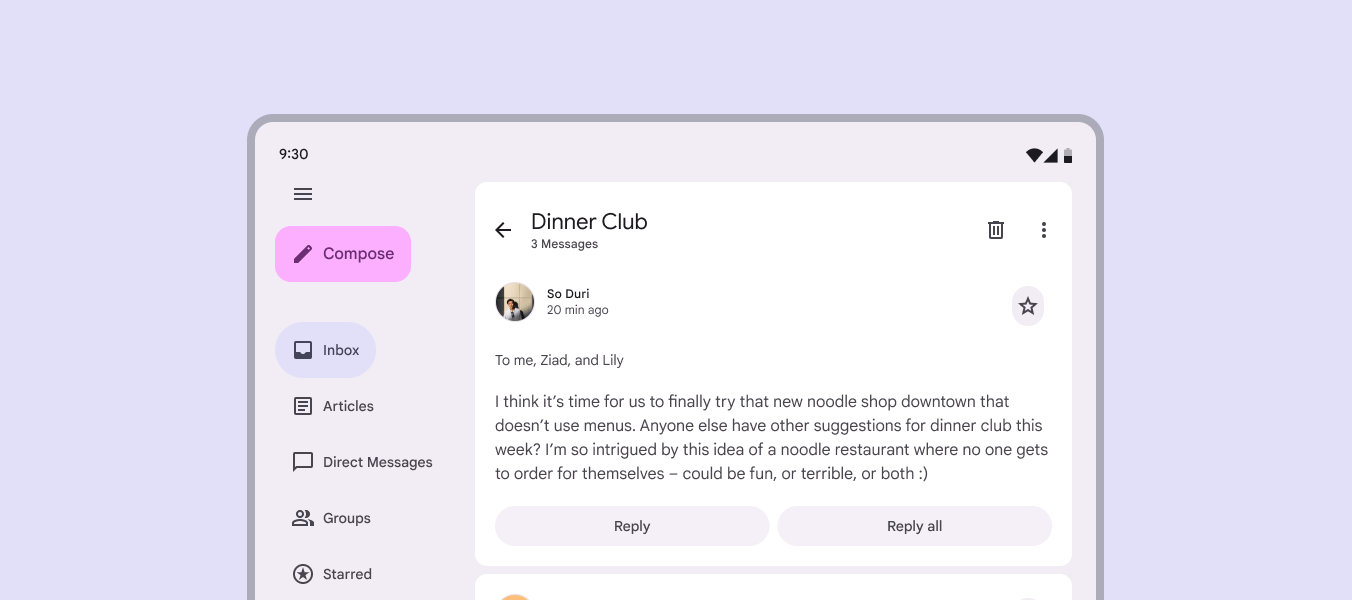 9:30
Compose
Inbox
Articles
Direct Messages
Groups
Starred
Dinner Club
3 Messages
So Duri
20 min ago
To me, Ziad, and Lily
I think it’s time for us to finally try that new noodle shop downtown that
doesn’t use menus. Anyone else have other suggestions for dinner club this
week? I’m so intrigued by this idea of a noodle restaurant where no one gets
to order for themselves – could be fun, or terrible, or both :)
Reply
Reply all